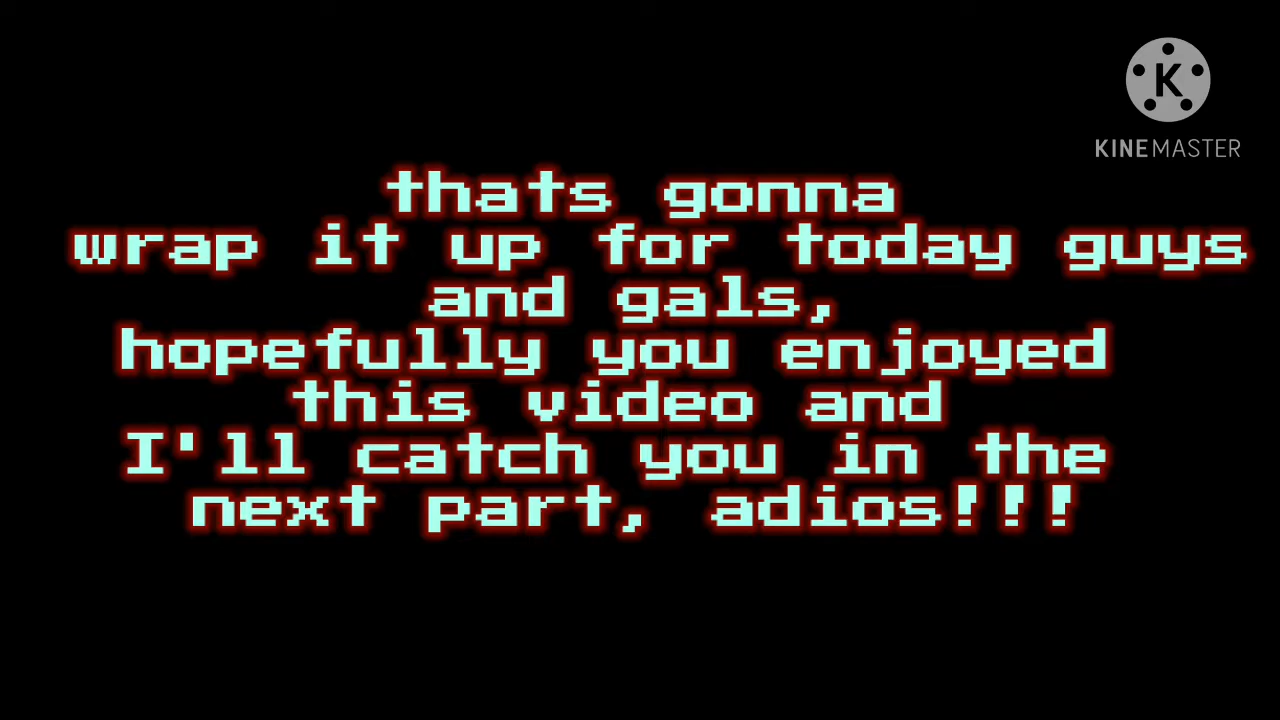 K
KINEMASTER
thats gonna
wrap it up for today guys
and gals,
hopefully you enjoyed
this video and
I'll catch you in the
next part, adios!!!